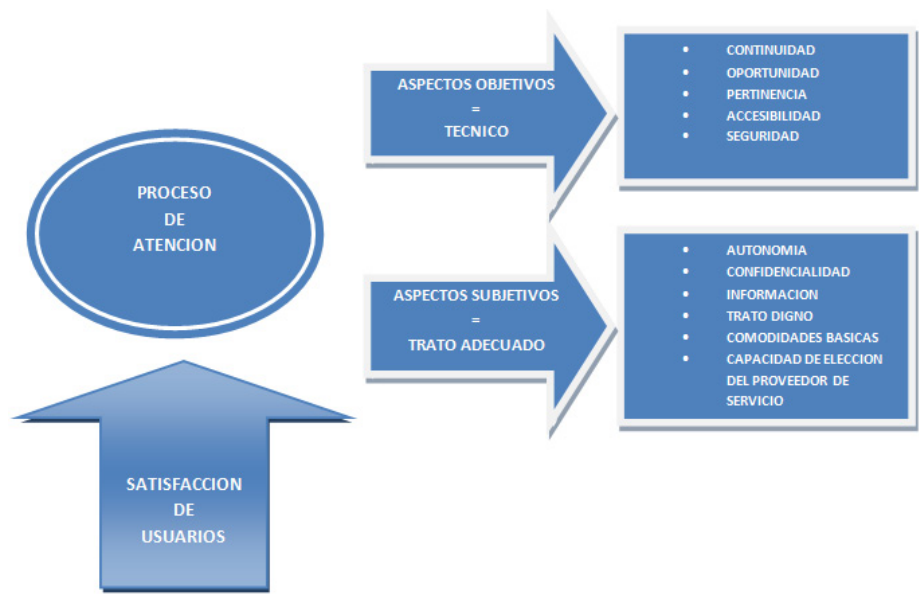 PROCESO
DE
ATENCION
SATISFACCION
DE
USUARIOS
ASPECTOS OBJETIVOS
=
TECNICO
• CONTINUIDAD
• OPORTUNIDAD
• PERTINENCIA
• ACCESIBILIDAD
• SEGURIDAD
ASPECTOS SUBJETIVOS
=
TRATO ADECUADO
• AUTONOMIA
• CONFIDENCIALIDAD
• INFORMACION
• TRATO DIGNO
• COMODIDADES BASICAS
• CAPACIDAD DE ELECCION
DEL PROVEEDOR DE
SERVICIO